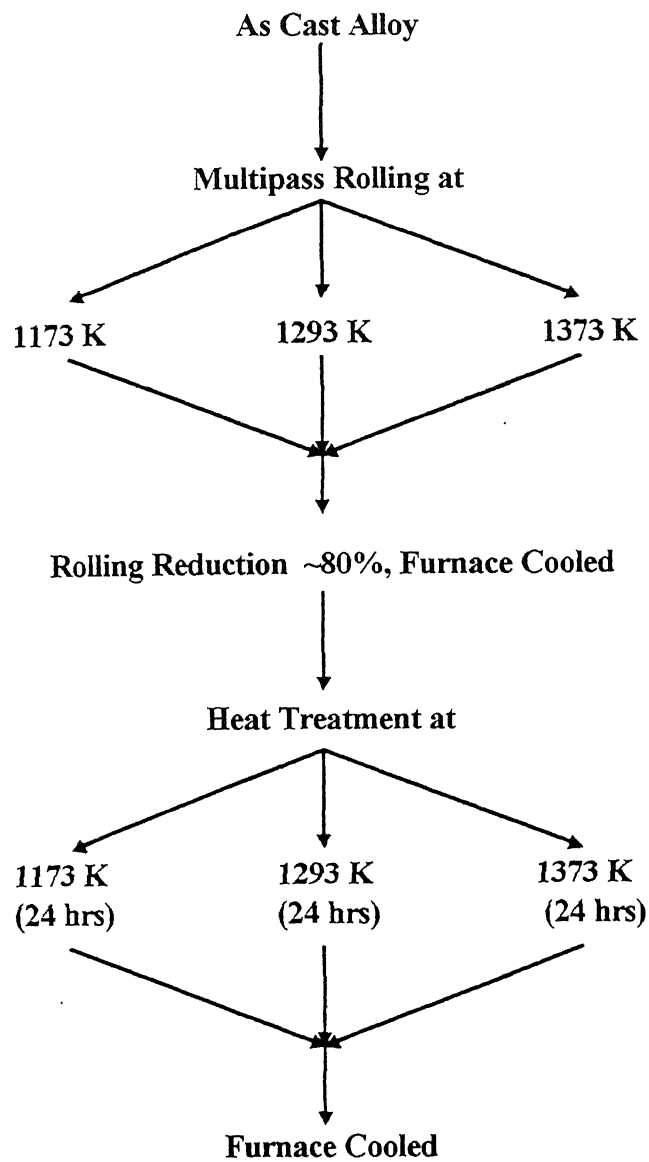 As Cast Alloy
Multipass Rolling at
1173 K 1293 K 1373 K
Rolling Reduction ~80%, Furnace Cooled
Heat Treatment at
1173 K 1293 K 1373 K
(24 hrs) (24 hrs) (24 hrs)
Furnace Cooled